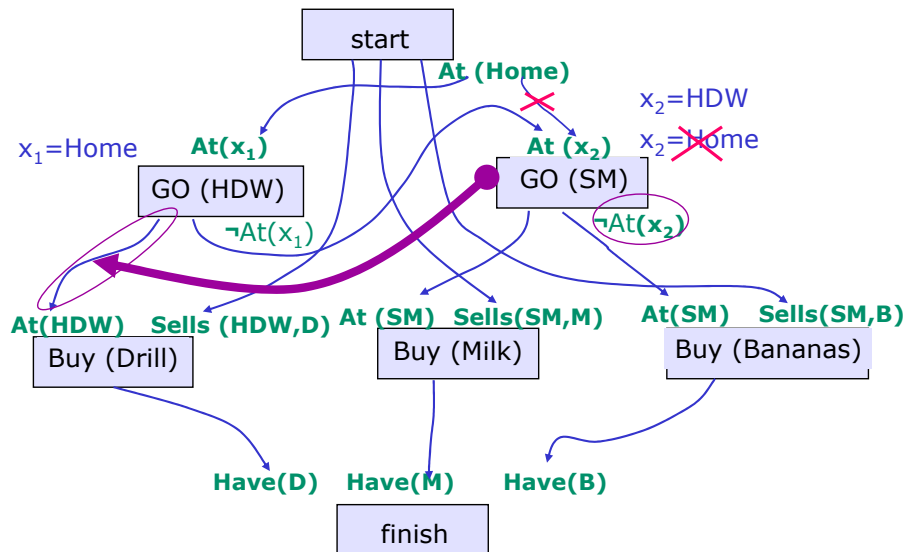 start
At (Home)
x₂=HDW
x₂=Home
x₁=Home
At(x₁)
At (x₂)
GO (HDW)
GO (SM)
¬At(x₁)
¬At(x₂)
At(HDW)
Sells (HDW,D)
At (SM)
Sells(SM,M)
At(SM)
Sells(SM,B)
Buy (Drill)
Buy (Milk)
Buy (Bananas)
Have(D)
Have(M)
Have(B)
finish